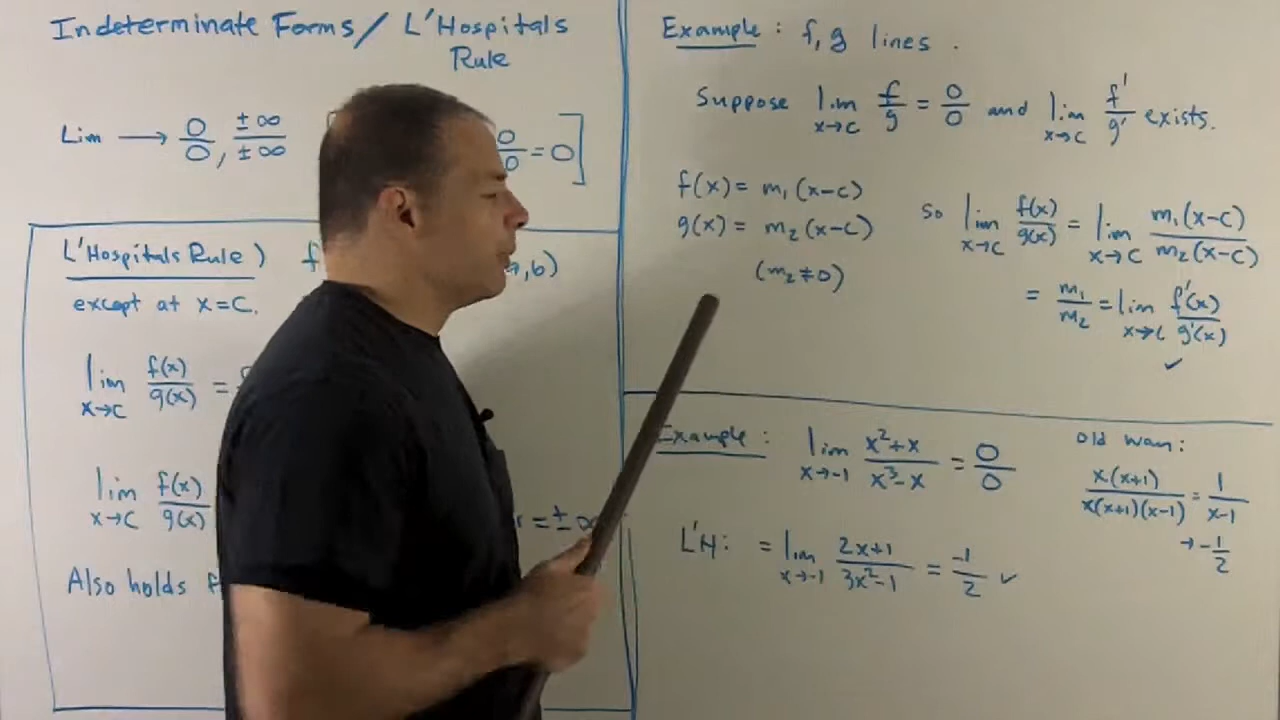 Indeterminate Forms / L'Hospitals
Rule
Lim → 0/0, ±∞/±∞ [ 0/0 = 0 ]
L'Hospitals Rule) f , b)
except at x=c.
lim x→c f(x)/g(x) =
lim x→c f(x)/g(x) = ±∞
Also holds
Example: f, g lines.
Suppose lim x→c f/g = 0/0 and lim x→c f'/g' exists.
f(x) = m₁(x-c)
g(x) = m₂(x-c)
(m₂≠0)
so lim x→c f(x)/g(x) = lim x→c m₁(x-c)/m₂(x-c)
= m₁/m₂ = lim x→c f'(x)/g'(x)
✓
Example: lim x→-1 x²+x/x³-x = 0/0
L'H: = lim x→-1 2x+1/3x²-1 = -1/2 ✓
Old way:
x(x+1)/x(x+1)(x-1) = 1/x-1
→ -1/2